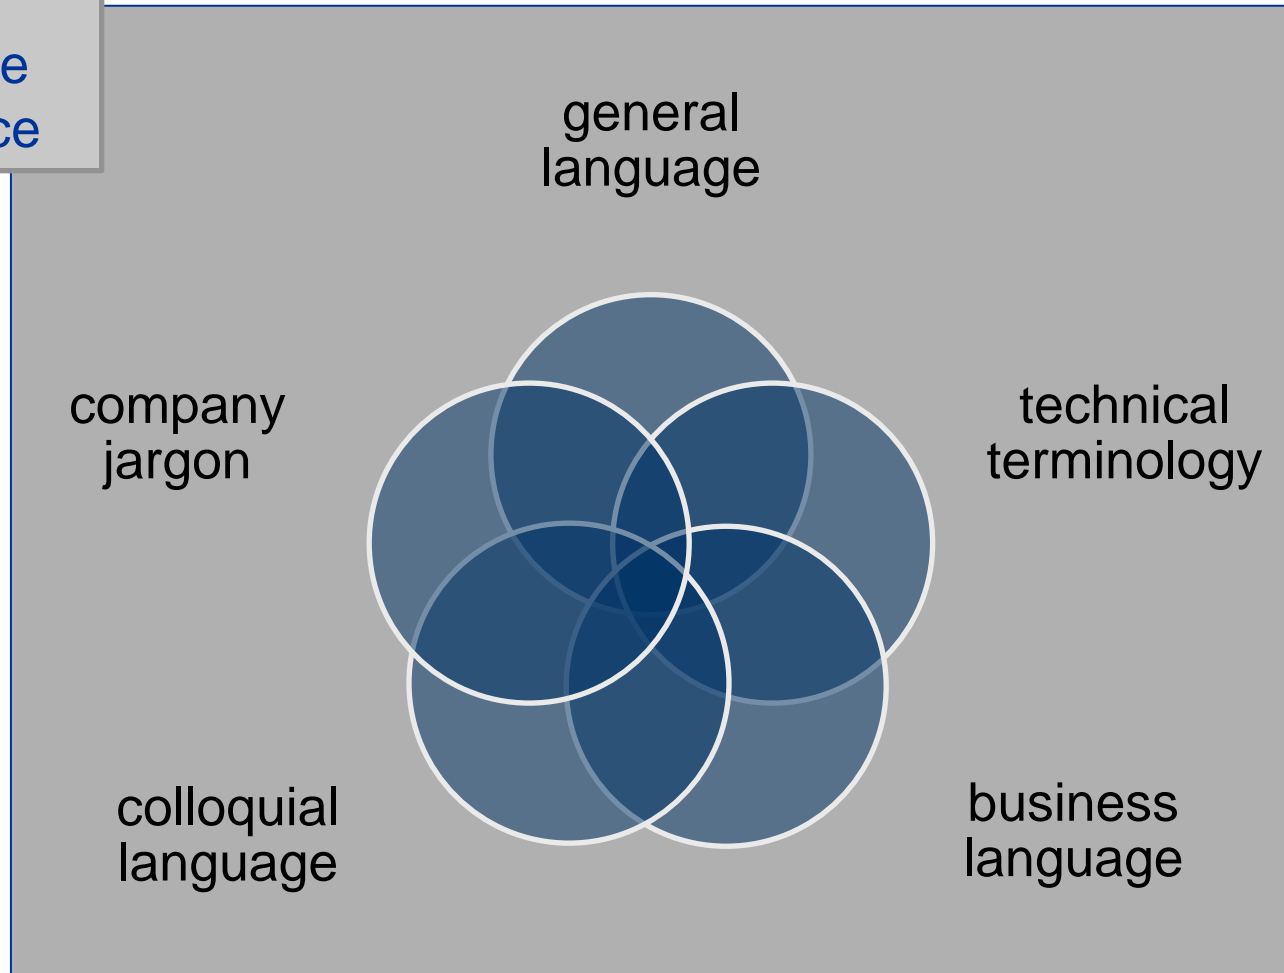 general
language
company
jargon
technical
terminology
colloquial
language
business
language